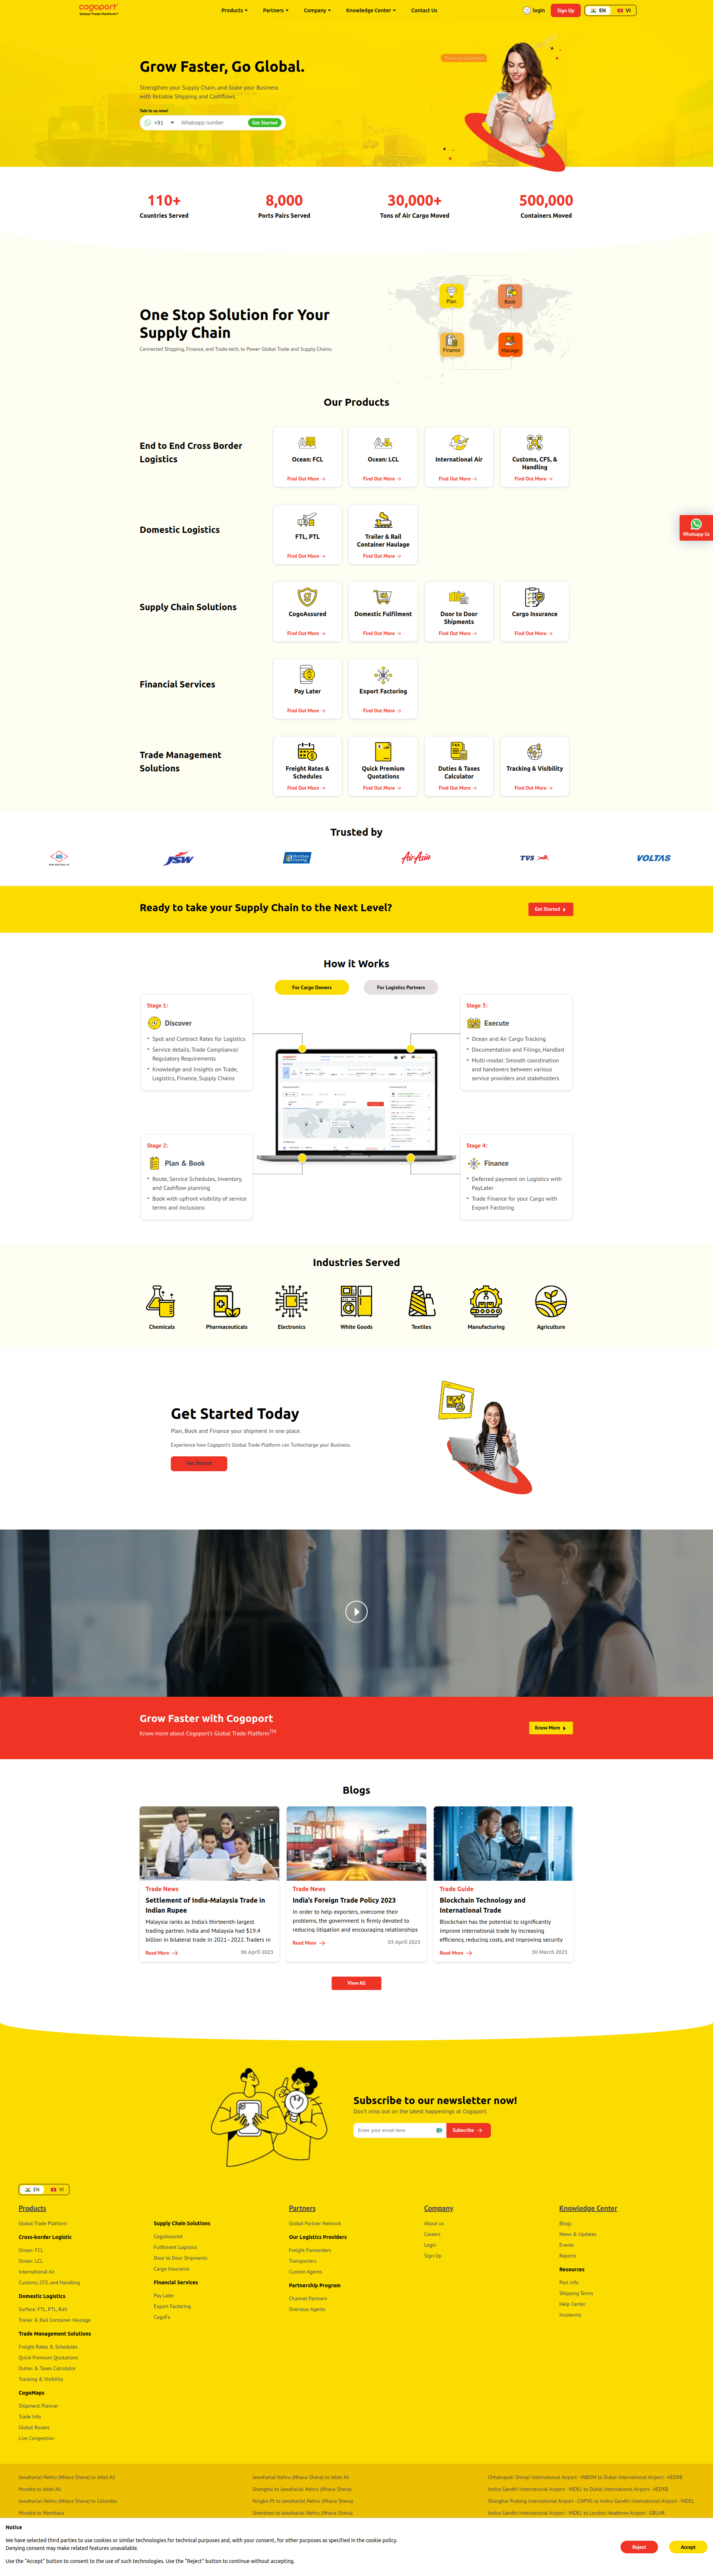 cogoport
Global Trade Platform™
Products
Partners
Company
Knowledge Center
Contact Us
login
Sign Up
EN
VI
Grow Faster, Go Global.
Strengthen your Supply Chain, and Scale your Business
with Reliable Shipping and Cashflows.
Talk to us now!
+91
Whatsapp number
Get Started
110+
Countries Served
8,000
Ports Pairs Served
30,000+
Tons of Air Cargo Moved
500,000
Containers Moved
One Stop Solution for Your
Supply Chain
Connected Shipping, Finance, and Trade-tech, to Power Global Trade and Supply Chains.
Plan
Book
Finance
Manage
Our Products
End to End Cross Border
Logistics
Ocean: FCL
Find Out More
Ocean: LCL
Find Out More
International Air
Find Out More
Customs, CFS, &
Handling
Find Out More
Domestic Logistics
FTL, PTL
Find Out More
Trailer & Rail
Container Haulage
Find Out More
Whatsapp Us
Supply Chain Solutions
CogoAssured
Find Out More
Domestic Fulfilment
Find Out More
Door to Door
Shipments
Find Out More
Cargo Insurance
Find Out More
Financial Services
Pay Later
Find Out More
Export Factoring
Find Out More
Trade Management
Solutions
Freight Rates &
Schedules
Find Out More
Quick Premium
Quotations
Find Out More
Duties & Taxes
Calculator
Find Out More
Tracking & Visibility
Find Out More
Trusted by
AIS
JSW
Bombay
Dyeing
AirAsia
TVS
VOLTAS
Ready to take your Supply Chain to the Next Level?
Get Started
How it Works
For Cargo Owners
For Logistics Partners
Stage 1:
Discover
• Spot and Contract Rates for Logistics
• Service details, Trade Compliance/
Regulatory Requirements
• Knowledge and Insights on Trade,
Logistics, Finance, Supply Chains
Stage 3:
Execute
• Ocean and Air Cargo Tracking
• Documentation and Filings, Handled
• Multi-modal: Smooth coordination
and handovers between various
service providers and stakeholders
Stage 2:
Plan & Book
• Route, Service Schedules, Inventory,
and Cashflow planning
• Book with upfront visibility of service
terms and inclusions
Stage 4:
Finance
• Deferred payment on Logistics with
PayLater
• Trade Finance for your Cargo with
Export Factoring
Industries Served
Chemicals
Pharmaceuticals
Electronics
White Goods
Textiles
Manufacturing
Agriculture
Get Started Today
Plan, Book and Finance your shipment in one place.
Experience how Cogoport's Global Trade Platform can Turbocharge your Business.
Get Started
Grow Faster with Cogoport
Know more about Cogoport's Global Trade Platform™
Know More
Blogs
Trade News
Settlement of India-Malaysia Trade in
Indian Rupee
Malaysia ranks as India's thirteenth-largest
trading partner. India and Malaysia had $19.4
billion in bilateral trade in 2021–2022. Traders in
Read More
06 April 2023
Trade News
India's Foreign Trade Policy 2023
In order to help exporters, overcome their
problems, the government is firmly devoted to
reducing litigation and encouraging relationships
Read More
03 April 2023
Trade Guide
Blockchain Technology and
International Trade
Blockchain has the potential to significantly
improve international trade by increasing
efficiency, reducing costs, and improving security
Read More
30 March 2023
View All
Subscribe to our newsletter now!
Don't miss out on the latest happenings at Cogoport.
Enter your email here
Subscribe
EN
VI
Products
Global Trade Platform
Cross-border Logistic
Ocean: FCL
Ocean: LCL
International Air
Customs, CFS, and Handling
Domestic Logistics
Surface: FTL, PTL, Rail
Trailer & Rail Container Haulage
Trade Management Solutions
Freight Rates & Schedules
Quick Premium Quotations
Duties & Taxes Calculator
Tracking & Visibility
CogoMaps
Shipment Planner
Trade Info
Global Routes
Live Congestion
Supply Chain Solutions
CogoAssured
Fulfilment Logistics
Door to Door Shipments
Cargo Insurance
Financial Services
Pay Later
Export Factoring
CogoFx
Partners
Global Partner Network
Our Logistics Providers
Freight Forwarders
Transporters
Custom Agents
Partnership Program
Channel Partners
Overseas Agents
Company
About us
Careers
Login
Sign Up
Knowledge Center
Blogs
News & Updates
Events
Reports
Resources
Port Info
Shipping Terms
Help Center
Incoterms
Jawaharlal Nehru (Nhava Sheva) to Jebel Ali
Mundra to Jebel Ali
Jawaharlal Nehru (Nhava Sheva) to Colombo
Mundra to Mombasa
Jawaharlal Nehru (Nhava Sheva) to Jebel Ali
Shanghai to Jawaharlal Nehru (Nhava Sheva)
Ningbo Pt to Jawaharlal Nehru (Nhava Sheva)
Shenzhen to Jawaharlal Nehru (Nhava Sheva)
Chhatrapati Shivaji International Airport - INBOM to Dubai International Airport - AEDXB
Indira Gandhi International Airport - INDEL to Dubai International Airport - AEDXB
Shanghai Pudong International Airport - CNPVG to Indira Gandhi International Airport - INDEL
Indira Gandhi International Airport - INDEL to London Heathrow Airport - GBLHR
Notice
We have selected third parties to use cookies or similar technologies for technical purposes and, with your consent, for other purposes as specified in the cookie policy.
Denying consent may make related features unavailable.
Use the "Accept" button to consent to the use of such technologies. Use the "Reject" button to continue without accepting.
Reject
Accept